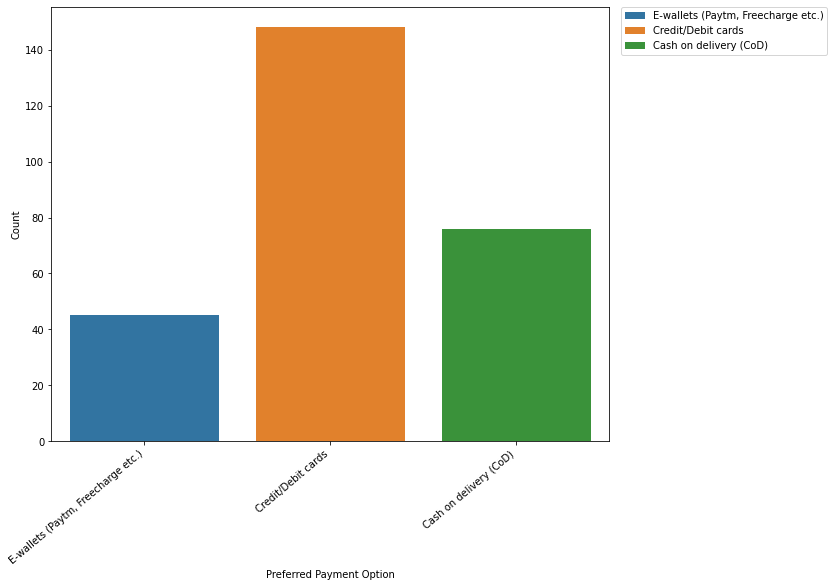 E-wallets (Paytm, Freecharge etc.)
Credit/Debit cards
Cash on delivery (CoD)
140
120
100
80
60
40
20
0
Count
E-wallets (Paytm, Freecharge etc.)
Credit/Debit cards
Cash on delivery (CoD)
Preferred Payment Option